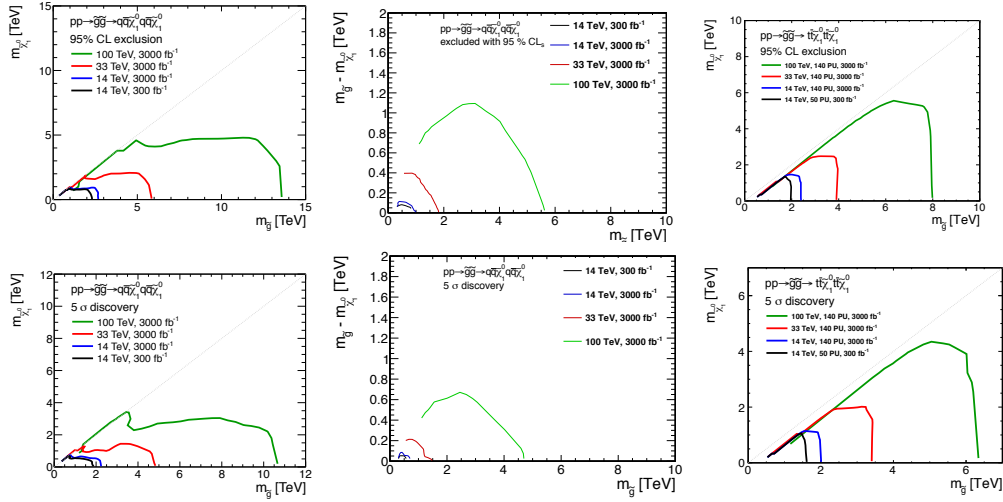 pp→g̃g̃→qq̄χ̃₁⁰qq̄χ̃₁⁰
95% CL exclusion
100 TeV, 3000 fb⁻¹
33 TeV, 3000 fb⁻¹
14 TeV, 3000 fb⁻¹
14 TeV, 300 fb⁻¹
m_χ̃₁⁰ [TeV]
15
10
5
0
0 5 10 15
m_g̃ [TeV]
pp→g̃g̃→qq̄χ̃₁⁰qq̄χ̃₁⁰
excluded with 95 % CLₛ
14 TeV, 300 fb⁻¹
14 TeV, 3000 fb⁻¹
33 TeV, 3000 fb⁻¹
100 TeV, 3000 fb⁻¹
m_g̃ - m_χ̃₁⁰ [TeV]
2
1.8
1.6
1.4
1.2
1
0.8
0.6
0.4
0.2
0
0 2 4 6 8 10
m_~ [TeV]
pp→g̃g̃→tt̄χ̃₁⁰tt̄χ̃₁⁰
95% CL exclusion
100 TeV, 140 PU, 3000 fb⁻¹
33 TeV, 140 PU, 3000 fb⁻¹
14 TeV, 140 PU, 3000 fb⁻¹
14 TeV, 50 PU, 300 fb⁻¹
m_χ̃₁⁰ [TeV]
10
8
6
4
2
0
0 2 4 6 8 10
m_g̃ [TeV]
pp→g̃g̃→qq̄χ̃₁⁰qq̄χ̃₁⁰
5 σ discovery
100 TeV, 3000 fb⁻¹
33 TeV, 3000 fb⁻¹
14 TeV, 3000 fb⁻¹
14 TeV, 300 fb⁻¹
m_χ̃₁⁰ [TeV]
12
10
8
6
4
2
0
0 2 4 6 8 10 12
m_g̃ [TeV]
pp→g̃g̃→qq̄χ̃₁⁰qq̄χ̃₁⁰
5 σ discovery
14 TeV, 300 fb⁻¹
14 TeV, 3000 fb⁻¹
33 TeV, 3000 fb⁻¹
100 TeV, 3000 fb⁻¹
m_g̃ - m_χ̃₁⁰ [TeV]
2
1.8
1.6
1.4
1.2
1
0.8
0.6
0.4
0.2
0
0 2 4 6 8 10
m_g̃ [TeV]
pp→g̃g̃→tt̄χ̃₁⁰tt̄χ̃₁⁰
5 σ discovery
100 TeV, 140 PU, 3000 fb⁻¹
33 TeV, 140 PU, 3000 fb⁻¹
14 TeV, 140 PU, 3000 fb⁻¹
14 TeV, 50 PU, 300 fb⁻¹
m_χ̃₁⁰ [TeV]
6
4
2
0
0 2 4 6
m_g̃ [TeV]